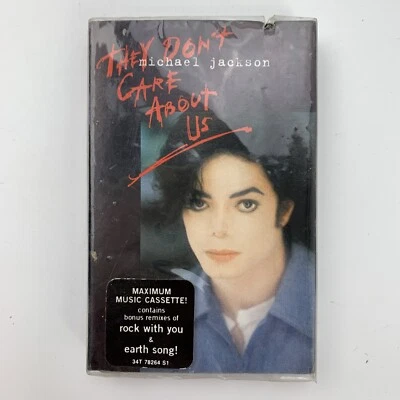 THEY DON'T
michael jackson
CARE
ABOUT
US
MAXIMUM
MUSIC CASSETTE!
contains
bonus remixes of
rock with you
&
earth song!
34T 78264 S1